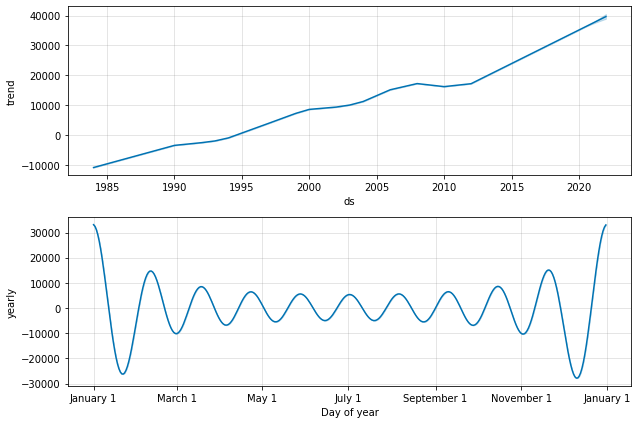 40000
30000
20000
10000
0
−10000
trend
1985 1990 1995 2000 2005 2010 2015 2020
ds
30000
20000
10000
0
−10000
−20000
−30000
yearly
January 1 March 1 May 1 July 1 September 1 November 1 January 1
Day of year